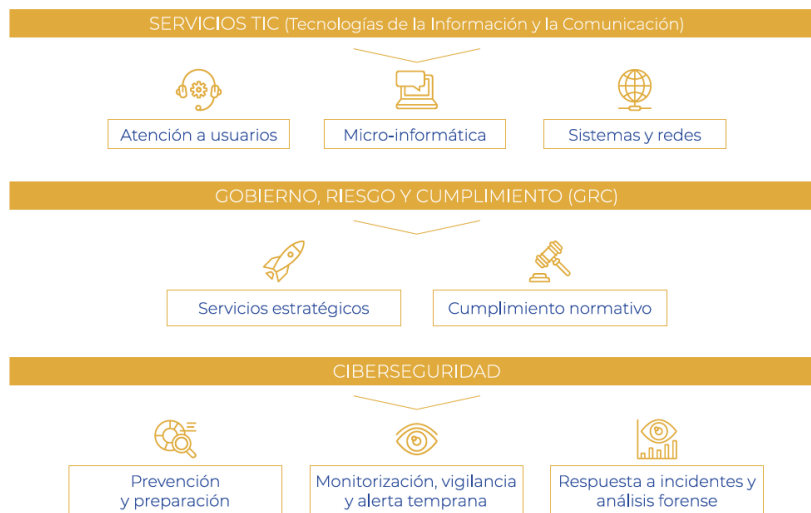 SERVICIOS TIC (Tecnologías de la Información y la Comunicación)
Atención a usuarios
Micro-informática
Sistemas y redes
GOBIERNO, RIESGO Y CUMPLIMIENTO (GRC)
Servicios estratégicos
Cumplimiento normativo
CIBERSEGURIDAD
Prevención
y preparación
Monitorización, vigilancia
y alerta temprana
Respuesta a incidentes y
análisis forense